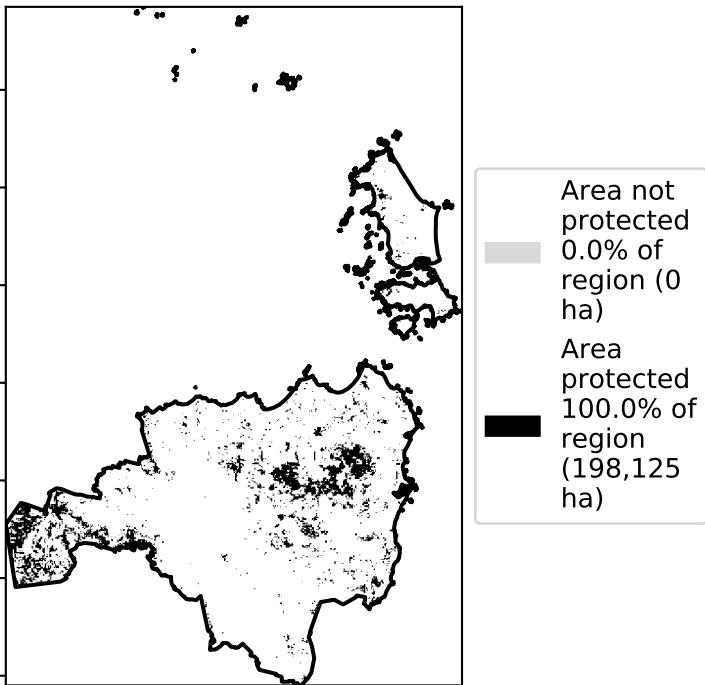 Area not
protected
0.0% of
region (0
ha)
Area
protected
100.0% of
region
(198,125
ha)